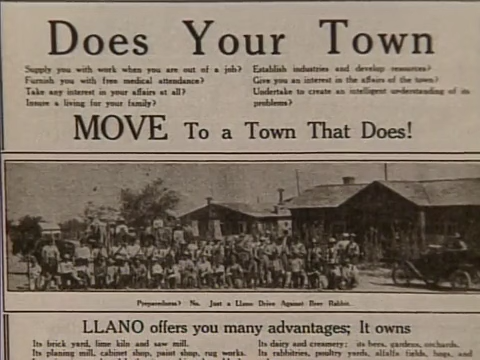 Does Your Town
Supply you with work when you are out of a job?
Furnish you with free medical attendance?
Take any interest in your affairs at all?
Insure a living for your family?
Establish industries and develop resources?
Give you an interest in the affairs of the town?
Undertake to create an intelligent understanding of its
problems?
MOVE To a Town That Does!
Preparedness? No. Just a Llano Drive Against Brer Rabbit.
LLANO offers you many advantages; It owns
Its brick yard, lime kiln and saw mill.
Its planing mill, cabinet shop, paint shop, rug works.
Its dairy and creamery: its bees, gardens, orchards.
Its rabbitries, poultry yards, alfalfa fields, hogs, and